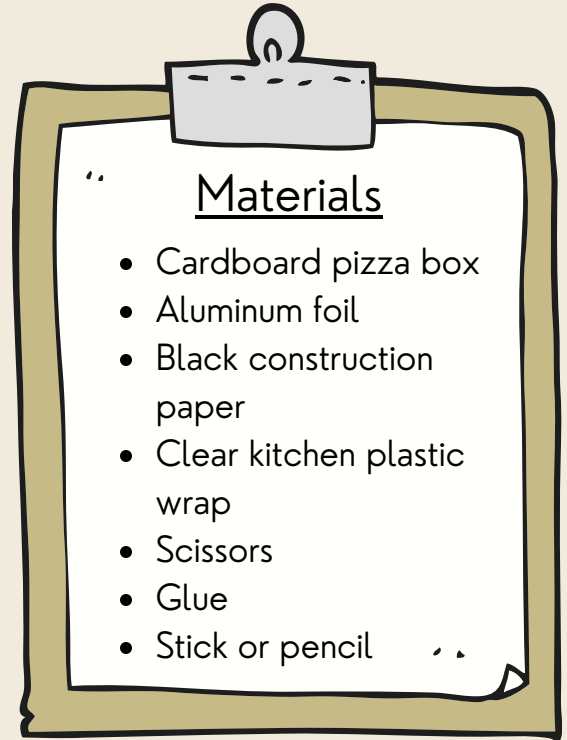 Materials
• Cardboard pizza box
• Aluminum foil
• Black construction
paper
• Clear kitchen plastic
wrap
• Scissors
• Glue
• Stick or pencil